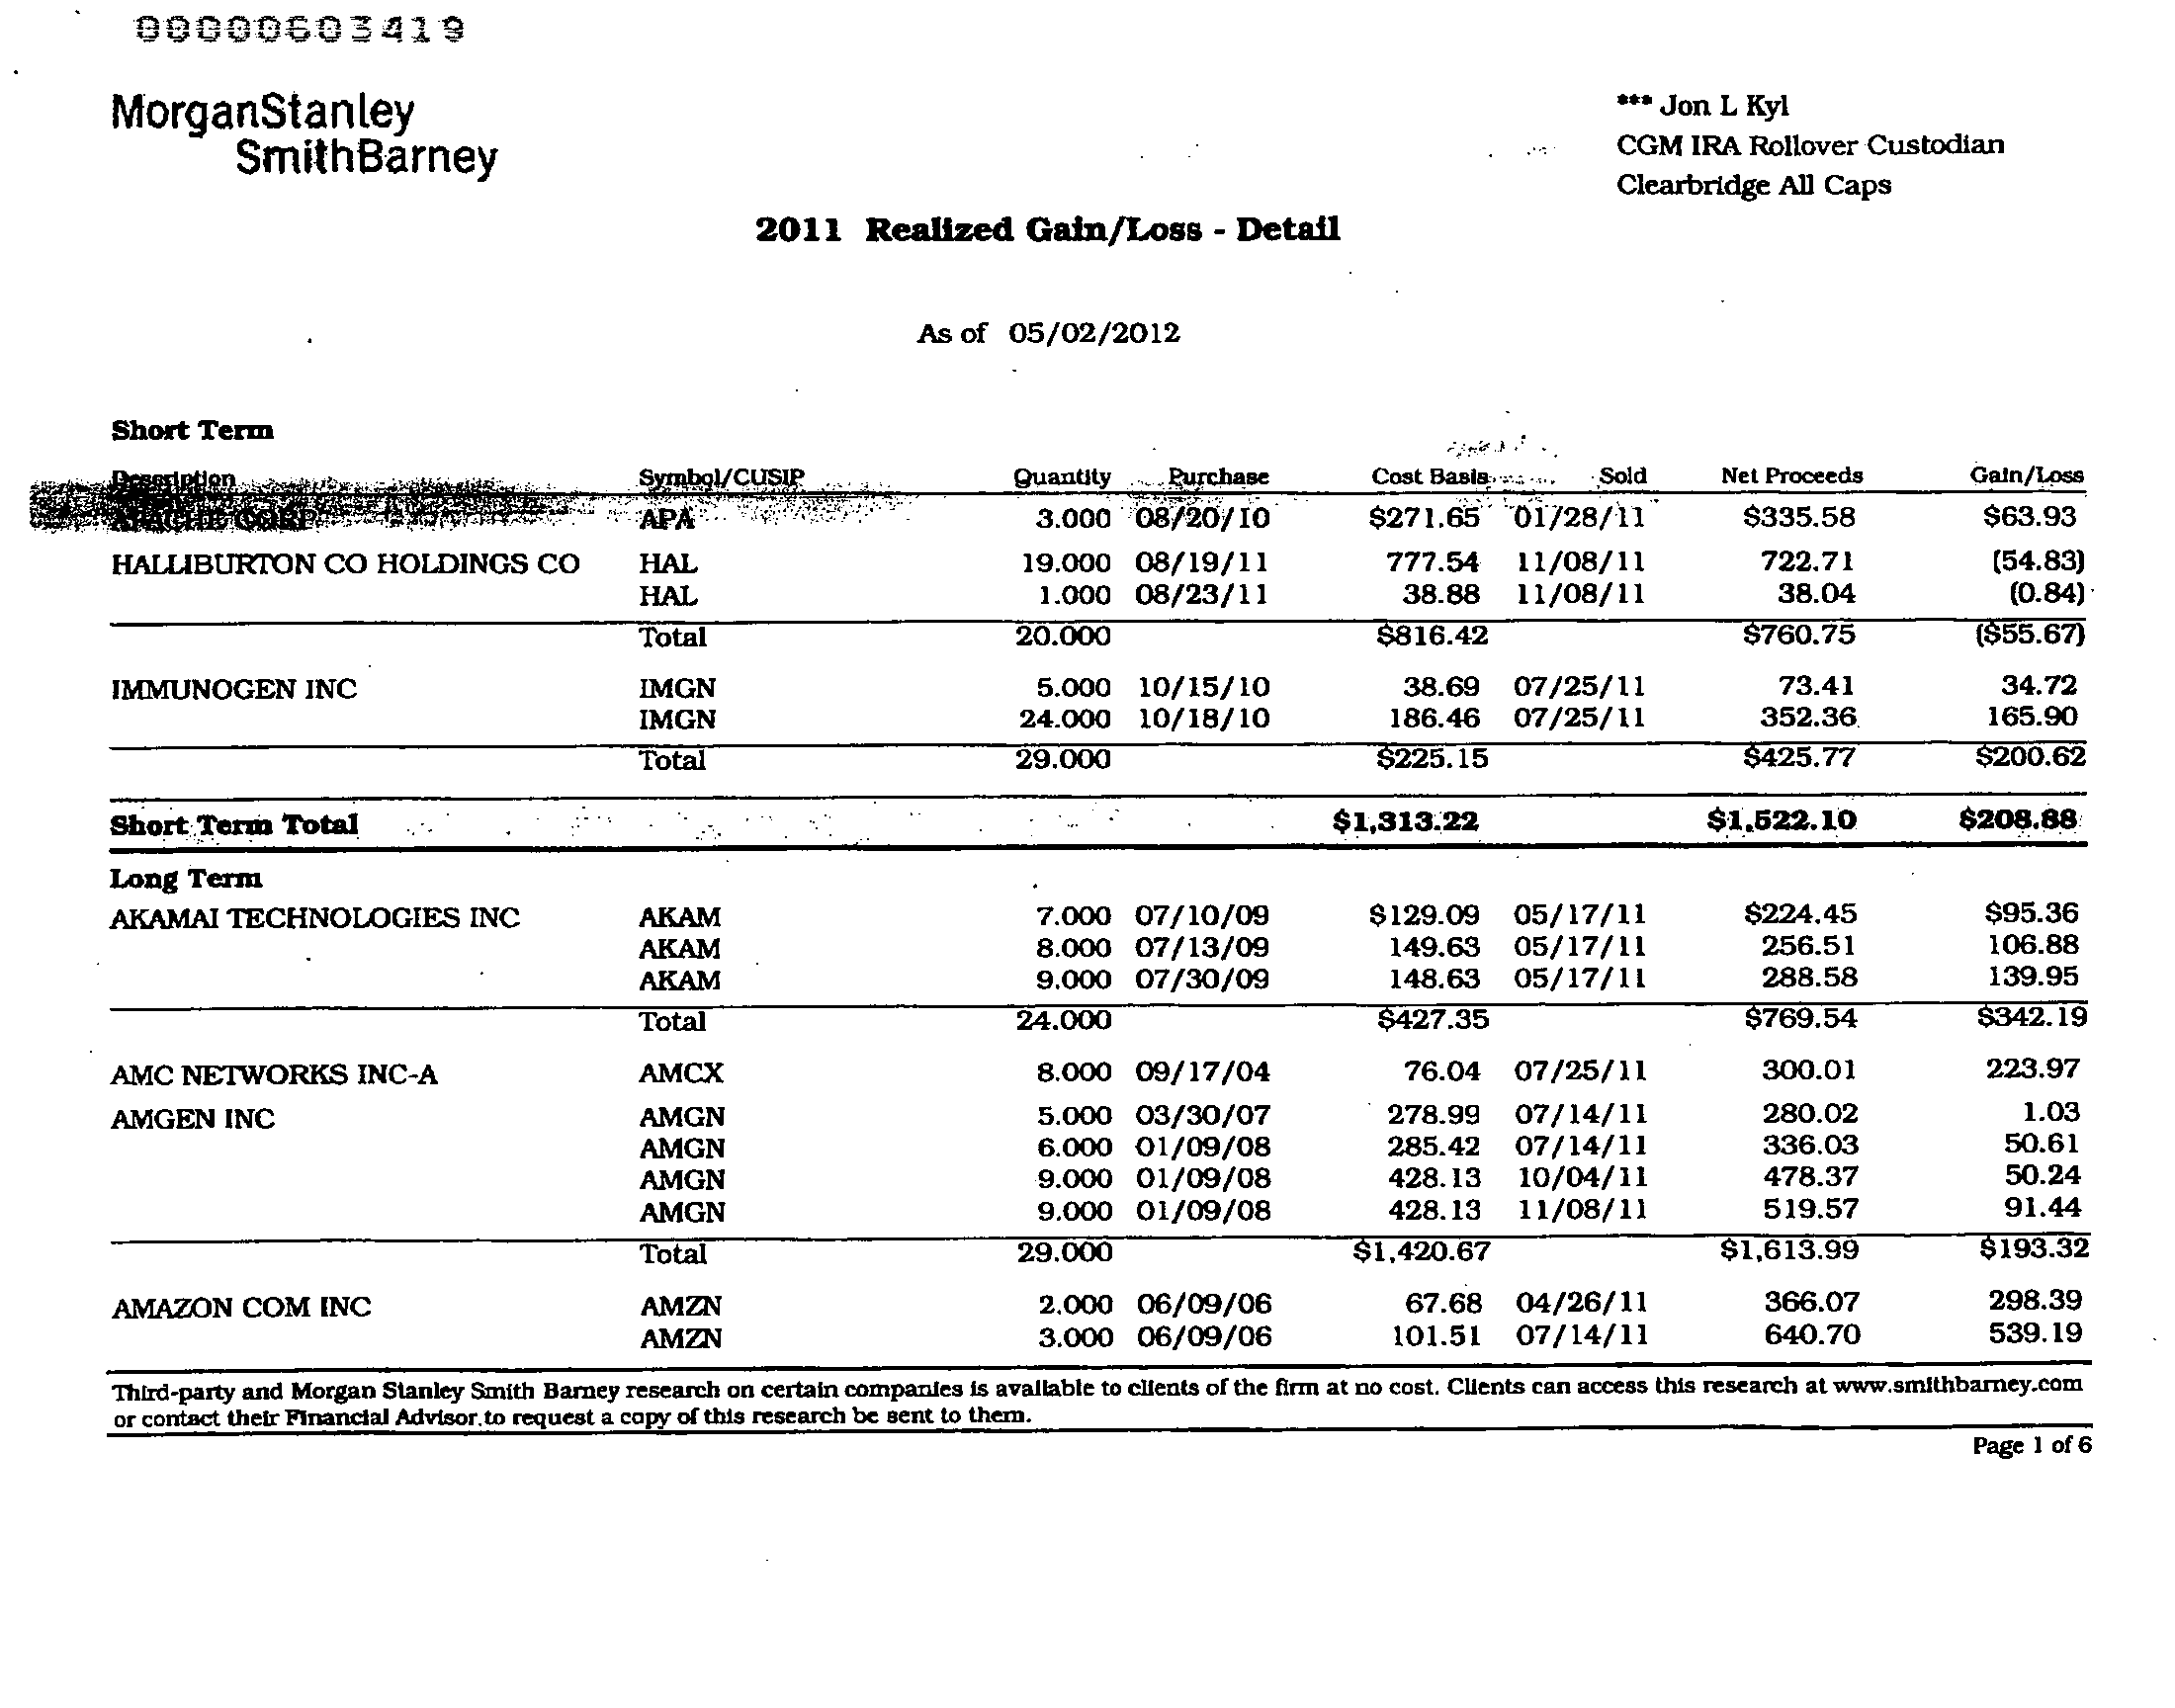 00000603419
MorganStanley
SmithBarney
*** Jon L Kyl
CGM IRA Rollover Custodian
Clearbridge All Caps
2011 Realized Gain/Loss - Detail
As of 05/02/2012
Short Term
Description Symbol/CUSIP Quantity Purchase Cost Basis Sold Net Proceeds Gain/Loss
APACHE CORP APA 3.000 08/20/10 $271.65 01/28/11 $335.58 $63.93
HALLIBURTON CO HOLDINGS CO HAL 19.000 08/19/11 777.54 11/08/11 722.71 (54.83)
HAL 1.000 08/23/11 38.88 11/08/11 38.04 (0.84)
Total 20.000 $816.42 $760.75 ($55.67)
IMMUNOGEN INC IMGN 5.000 10/15/10 38.69 07/25/11 73.41 34.72
IMGN 24.000 10/18/10 186.46 07/25/11 352.36 165.90
Total 29.000 $225.15 $425.77 $200.62
Short Term Total $1,313.22 $1,522.10 $208.88
Long Term
AKAMAI TECHNOLOGIES INC AKAM 7.000 07/10/09 $129.09 05/17/11 $224.45 $95.36
AKAM 8.000 07/13/09 149.63 05/17/11 256.51 106.88
AKAM 9.000 07/30/09 148.63 05/17/11 288.58 139.95
Total 24.000 $427.35 $769.54 $342.19
AMC NETWORKS INC-A AMCX 8.000 09/17/04 76.04 07/25/11 300.01 223.97
AMGEN INC AMGN 5.000 03/30/07 278.99 07/14/11 280.02 1.03
AMGN 6.000 01/09/08 285.42 07/14/11 336.03 50.61
AMGN 9.000 01/09/08 428.13 10/04/11 478.37 50.24
AMGN 9.000 01/09/08 428.13 11/08/11 519.57 91.44
Total 29.000 $1,420.67 $1,613.99 $193.32
AMAZON COM INC AMZN 2.000 06/09/06 67.68 04/26/11 366.07 298.39
AMZN 3.000 06/09/06 101.51 07/14/11 640.70 539.19
Third-party and Morgan Stanley Smith Barney research on certain companies is available to clients of the firm at no cost. Clients can access this research at www.smithbarney.com
or contact their Financial Advisor.to request a copy of this research be sent to them.
Page 1 of 6